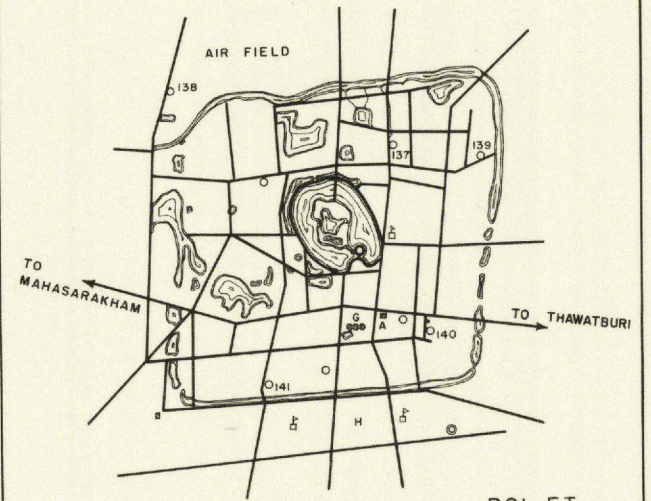 AIR FIELD
138
137
139
TO
MAHASARAKHAM
G
A
TO THAWATBURI
140
141
H